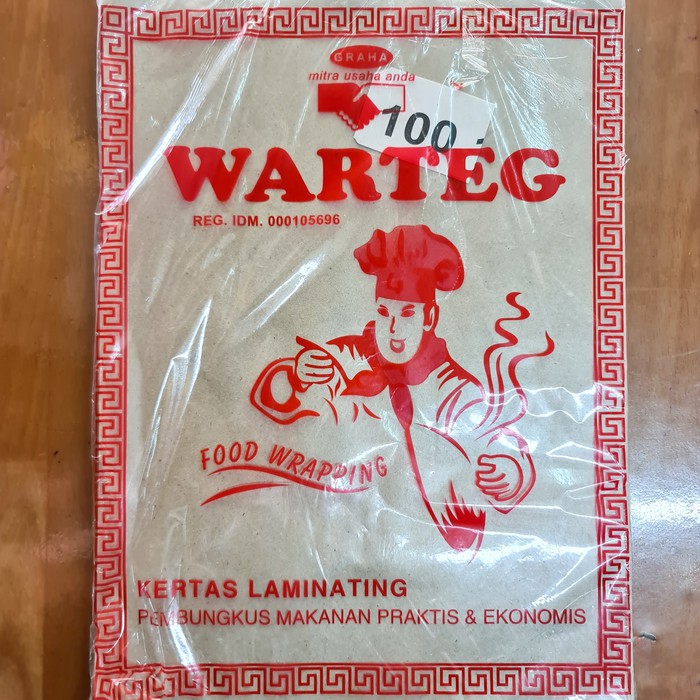 GRAHA
mitra usaha anda
100,-
WARTEG
REG. IDM. 000105696
FOOD WRAPPING
KERTAS LAMINATING
PEMBUNGKUS MAKANAN PRAKTIS & EKONOMIS